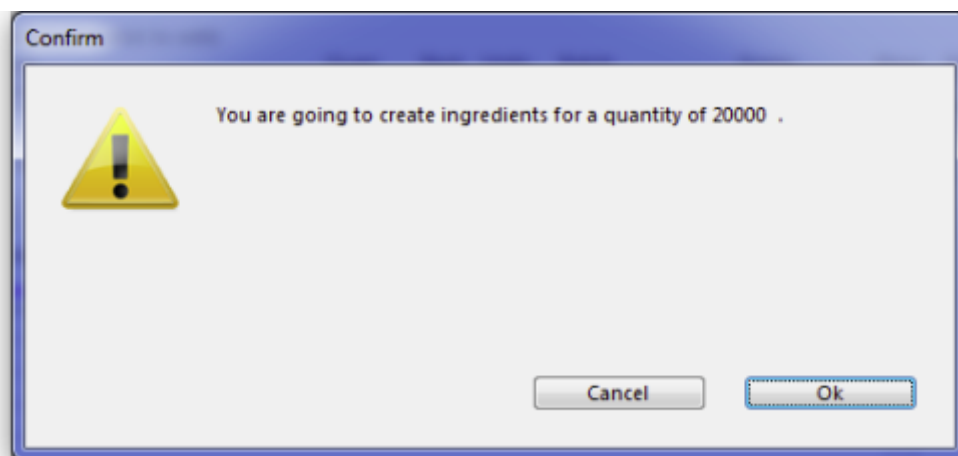 Confirm
You are going to create ingredients for a quantity of 20000 .
Cancel
Ok